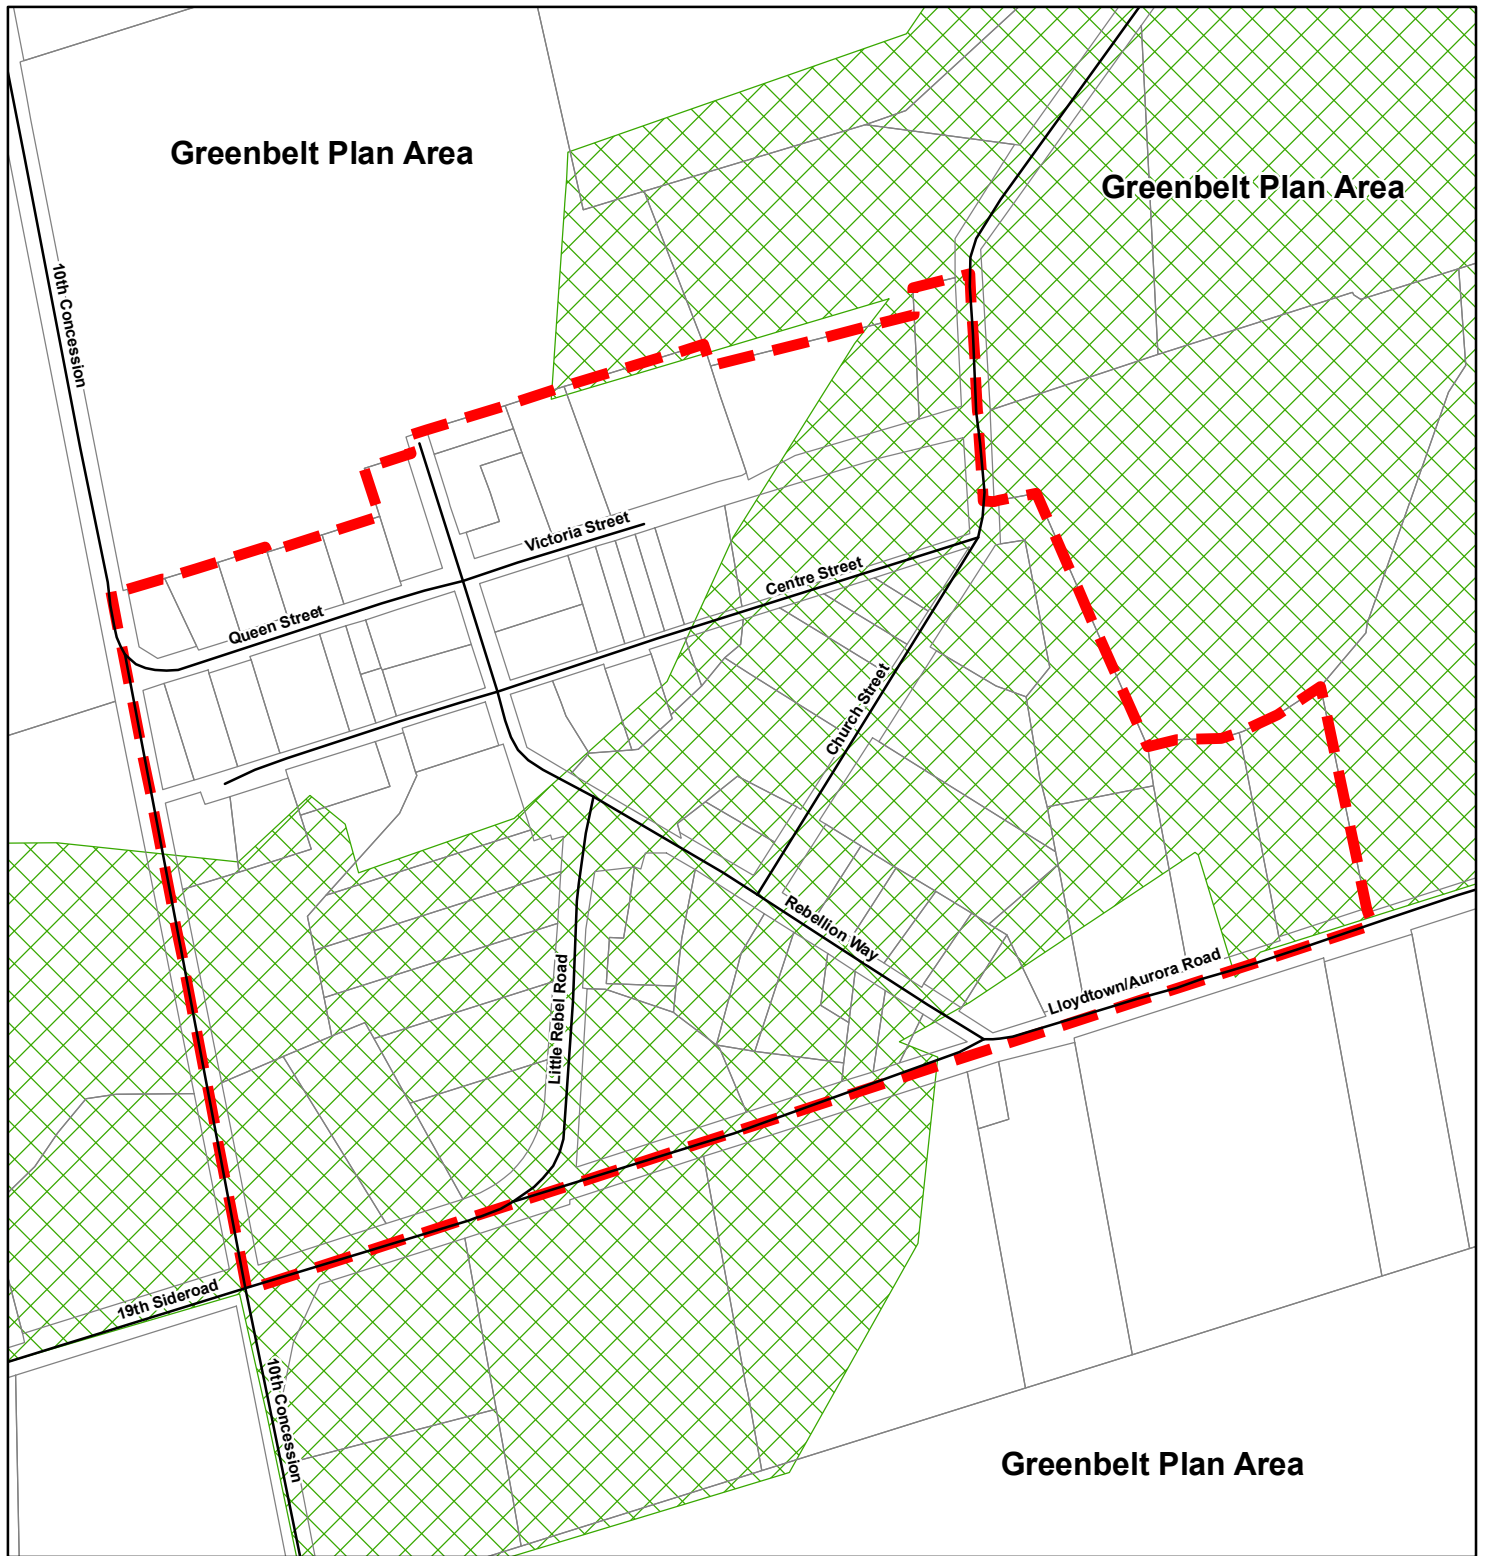 Greenbelt Plan Area
Greenbelt Plan Area
10th Concession
Victoria Street
Centre Street
Queen Street
Church Street
Rebellion Way
Little Rebel Road
Lloydtown/Aurora Road
19th Sideroad
10th Concession
Greenbelt Plan Area